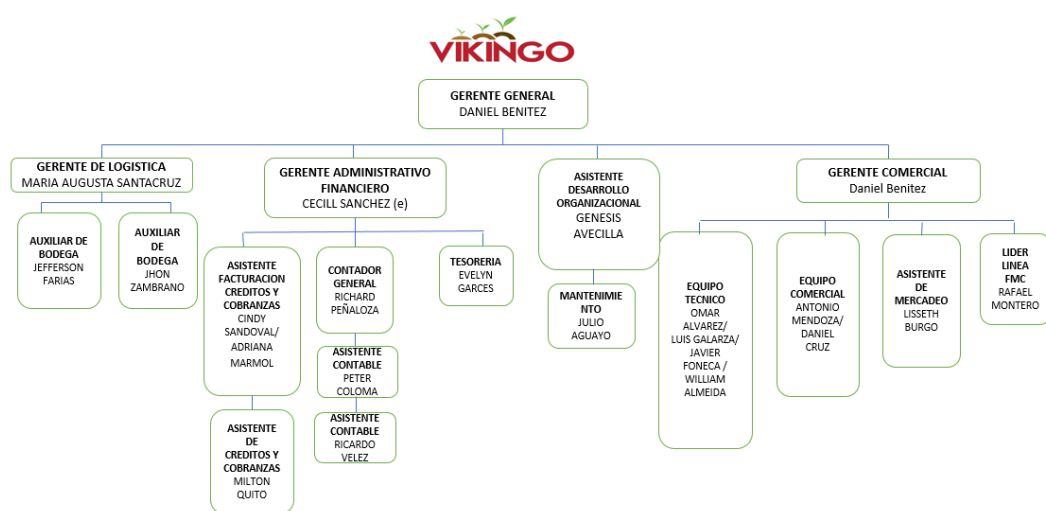 VIKINGO
GERENTE GENERAL
DANIEL BENITEZ
GERENTE DE LOGISTICA
MARIA AUGUSTA SANTACRUZ
AUXILIAR DE
BODEGA
JEFFERSON
FARIAS
AUXILIAR
DE
BODEGA
JHON
ZAMBRANO
GERENTE ADMINISTRATIVO
FINANCIERO
CECILL SANCHEZ (e)
ASISTENTE
FACTURACION
CREDITOS Y
COBRANZAS
CINDY
SANDOVAL/
ADRIANA
MARMOL
ASISTENTE
DE
CREDITOS Y
COBRANZAS
MILTON
QUITO
CONTADOR
GENERAL
RICHARD
PEÑALOZA
ASISTENTE
CONTABLE
PETER
COLOMA
ASISTENTE
CONTABLE
RICARDO
VELEZ
TESORERIA
EVELYN
GARCES
ASISTENTE
DESARROLLO
ORGANIZACIONAL
GENESIS
AVECILLA
MANTENIMIE
NTO
JULIO
AGUAYO
GERENTE COMERCIAL
Daniel Benitez
EQUIPO
TECNICO
OMAR
ALVAREZ/
LUIS GALARZA/
JAVIER
FONECA /
WILLIAM
ALMEIDA
EQUIPO
COMERCIAL
ANTONIO
MENDOZA/
DANIEL
CRUZ
ASISTENTE
DE
MERCADEO
LISSETH
BURGO
LIDER
LINEA
FMC
RAFAEL
MONTERO